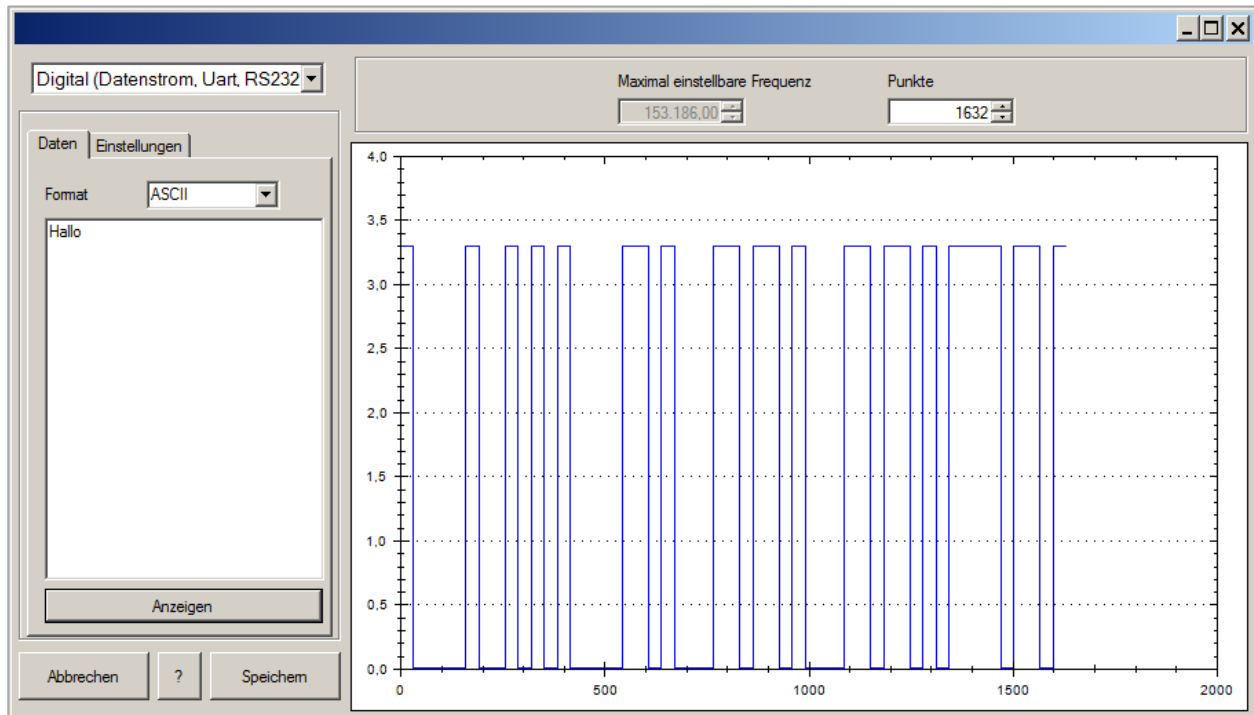 Digital (Datenstrom, Uart, RS232
Maximal einstellbare Frequenz
Punkte
153.186,00
1632
Daten
Einstellungen
Format
ASCII
Hallo
Anzeigen
Abbrechen
?
Speichern
4,0
3,5
3,0
2,5
2,0
1,5
1,0
0,5
0,0
0 500 1000 1500 2000